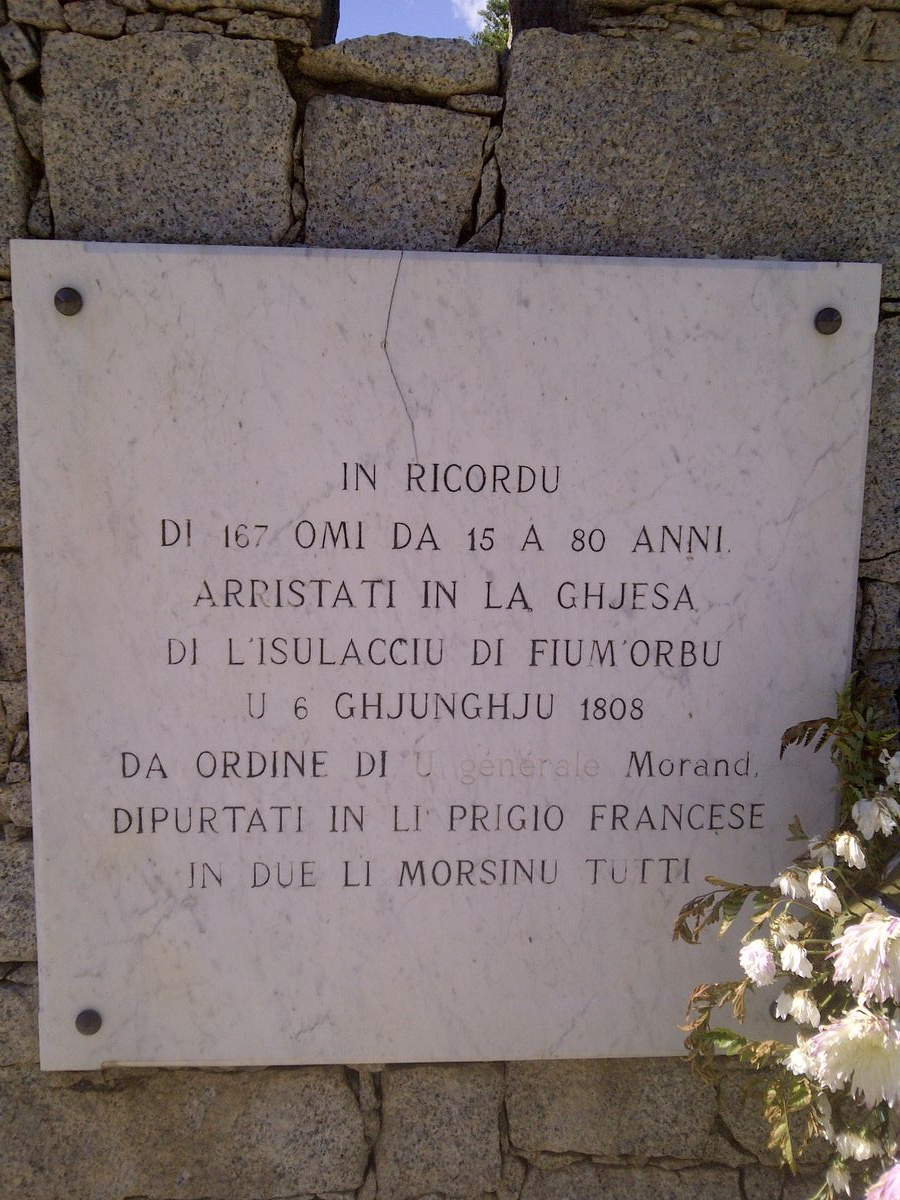 IN RICORDU
DI 167 OMI DA 15 A 80 ANNI.
ARRISTATI IN LA GHJESA
DI L'ISULACCIU DI FIUM'ORBU
U 6 GHJUNGHJU 1808
DA ORDINE DI U générale Morand,
DIPURTATI IN LI PRIGIO FRANCESE
IN DUE LI MORSINU TUTTI